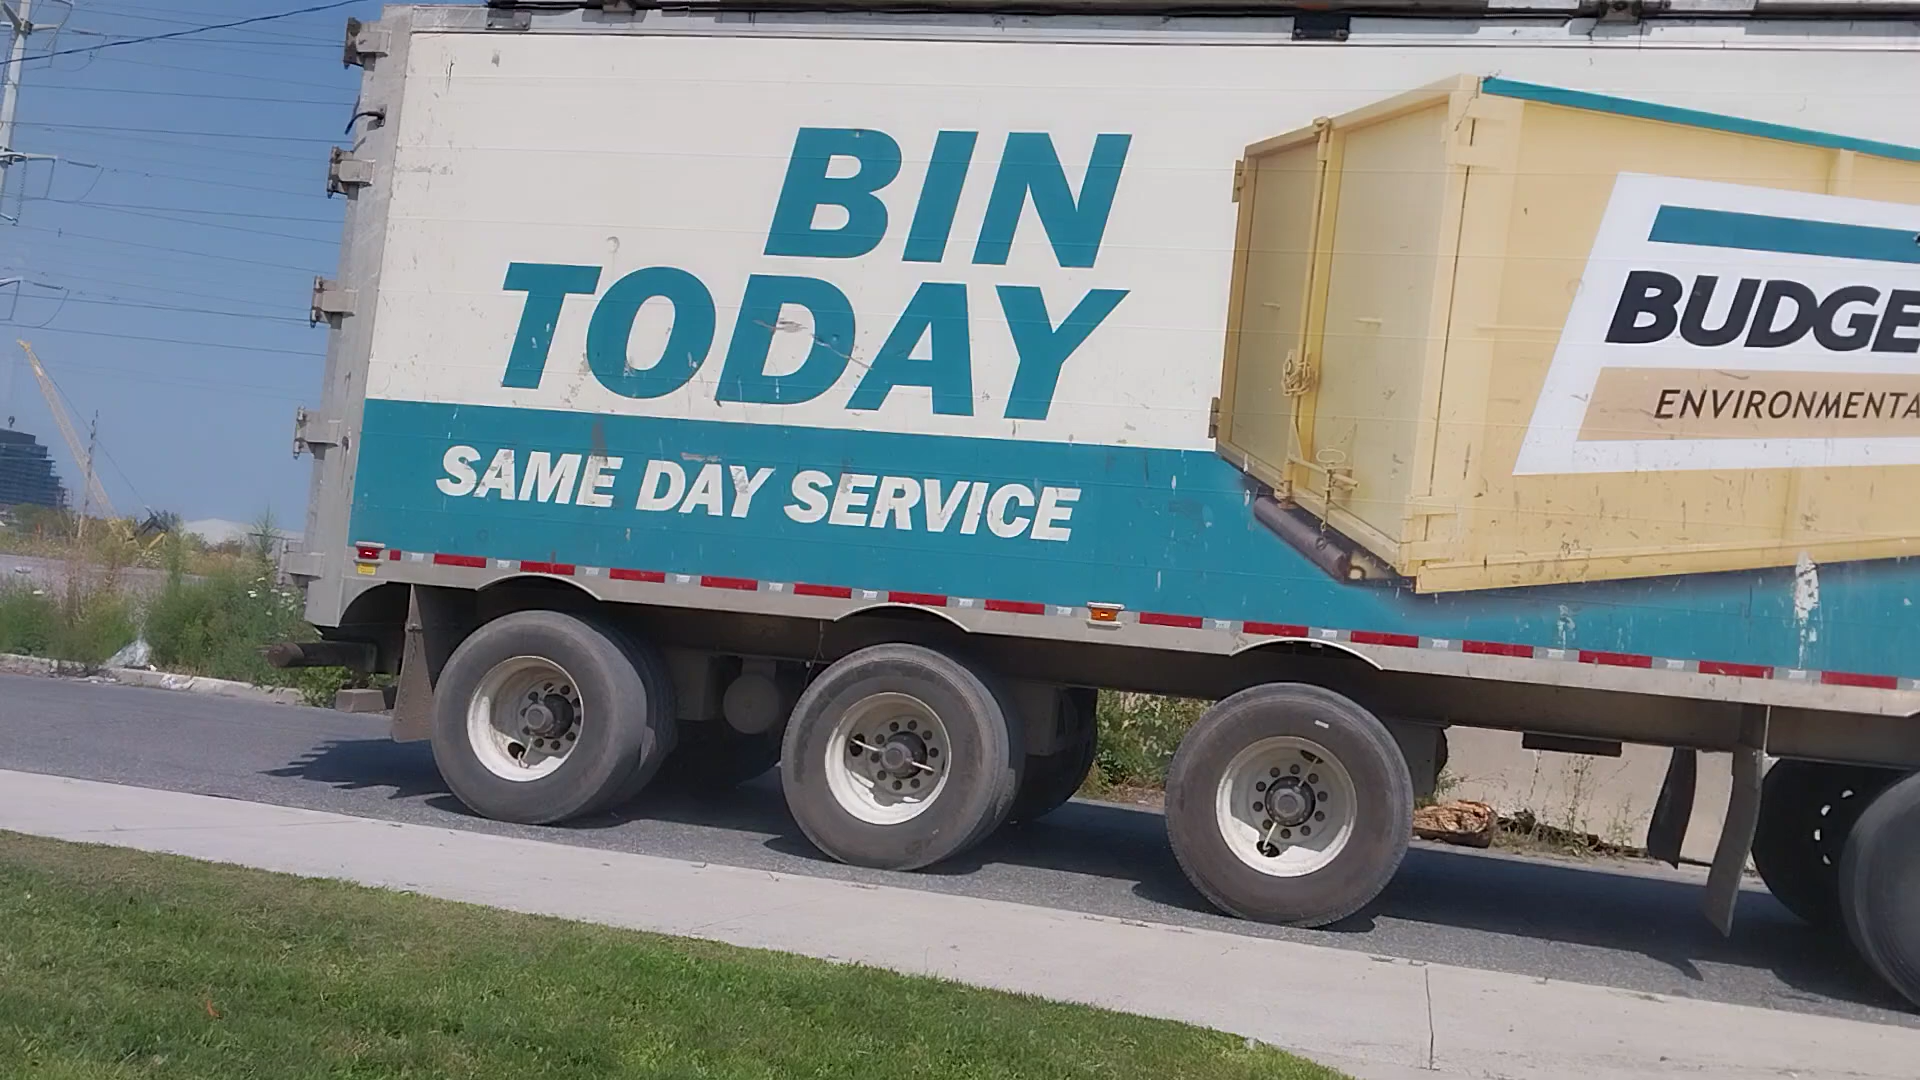 BIN
TODAY
SAME DAY SERVICE
BUDGE
ENVIRONMENTA